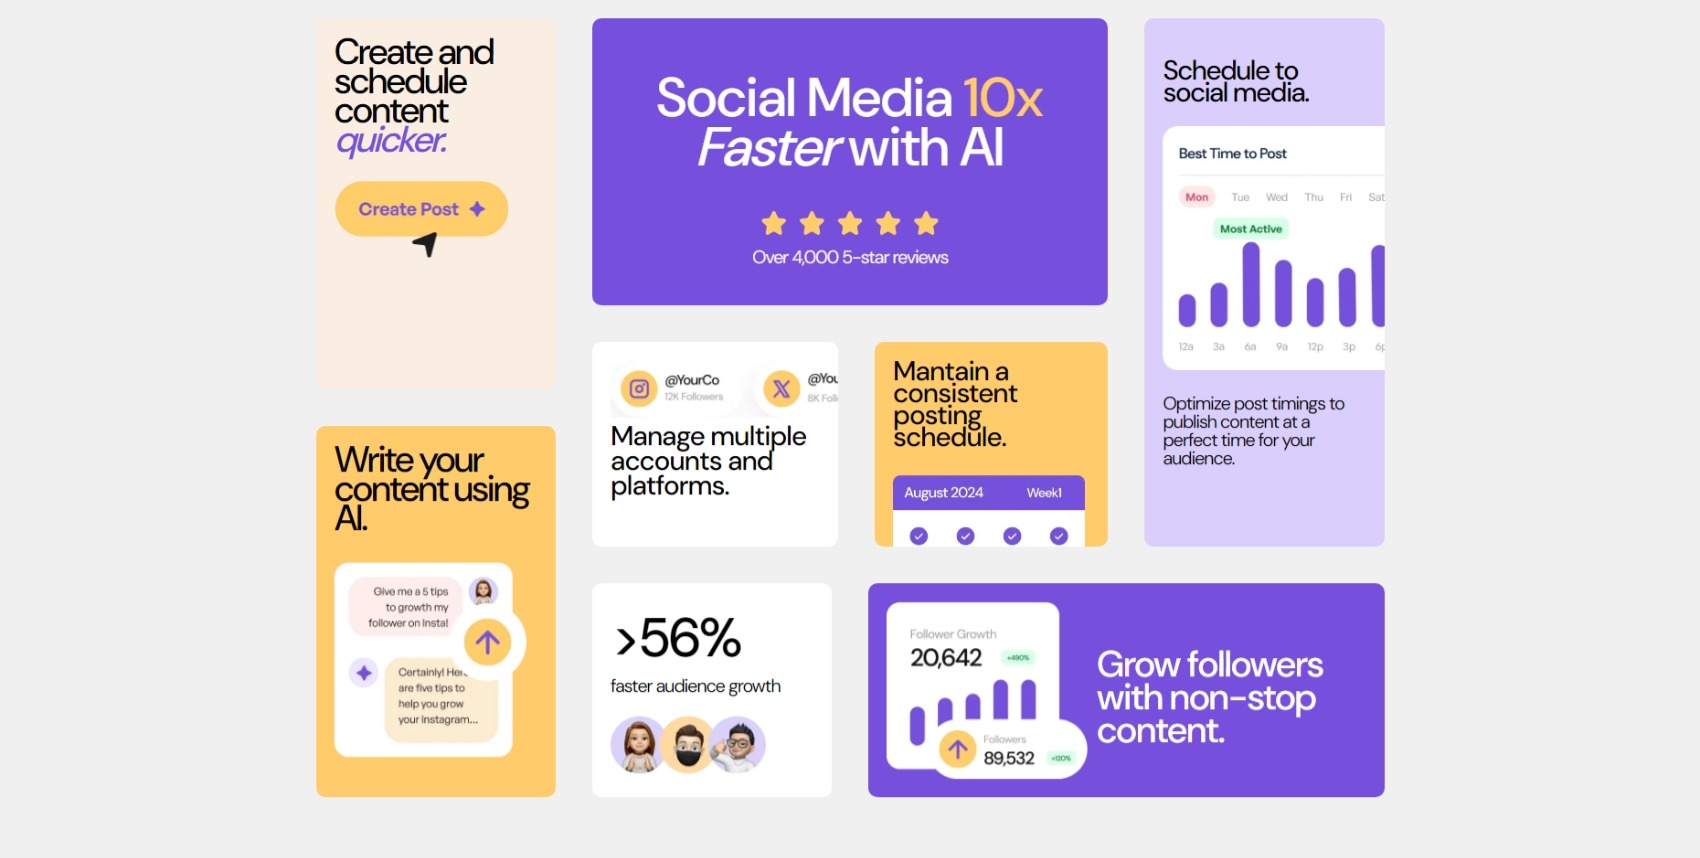 Create and
schedule
content
quicker.
Create Post
Social Media 10x
Faster with AI
Over 4,000 5-star reviews
Schedule to
social media.
Best Time to Post
Mon Tue Wed Thu Fri Sat
Most Active
12a 3a 6a 9a 12p 3p 6p
Optimize post timings to
publish content at a
perfect time for your
audience.
@YourCo
12K Followers
@You
8K Foll
Manage multiple
accounts and
platforms.
Mantain a
consistent
posting
schedule.
August 2024 Week1
Write your
content using
AI.
Give me a 5 tips
to growth my
follower on Insta!
Certainly! Here
are five tips to
help you grow
your Instagram...
>56%
faster audience growth
Follower Growth
20,642 +490%
Followers
89,532 +120%
Grow followers
with non-stop
content.